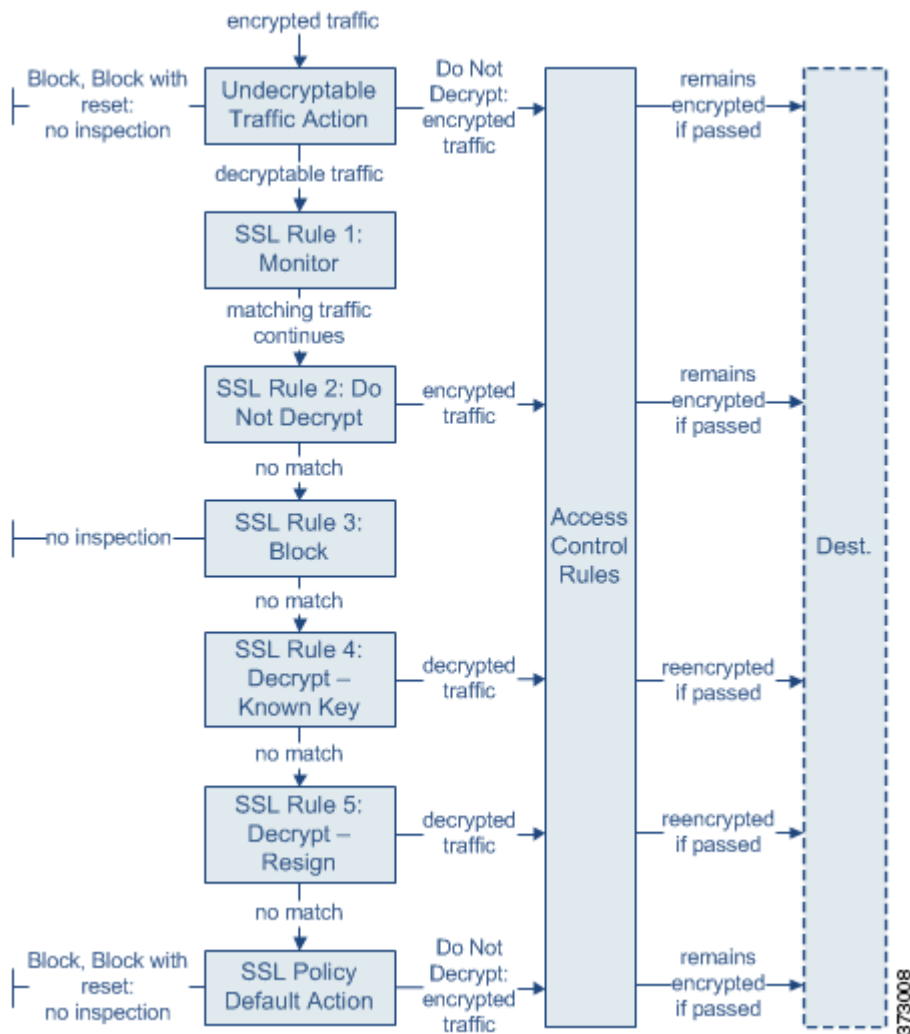 encrypted traffic
Block, Block with
reset:
no inspection
Undecryptable
Traffic Action
Do Not
Decrypt:
encrypted
traffic
remains
encrypted
if passed
decryptable traffic
SSL Rule 1:
Monitor
matching traffic
continues
SSL Rule 2: Do
Not Decrypt
encrypted
traffic
remains
encrypted
if passed
no match
no inspection
SSL Rule 3:
Block
Access
Control
Rules
Dest.
no match
SSL Rule 4:
Decrypt –
Known Key
decrypted
traffic
reencrypted
if passed
no match
SSL Rule 5:
Decrypt –
Resign
decrypted
traffic
reencrypted
if passed
no match
Block, Block with
reset:
no inspection
SSL Policy
Default Action
Do Not
Decrypt:
encrypted
traffic
remains
encrypted
if passed
373008